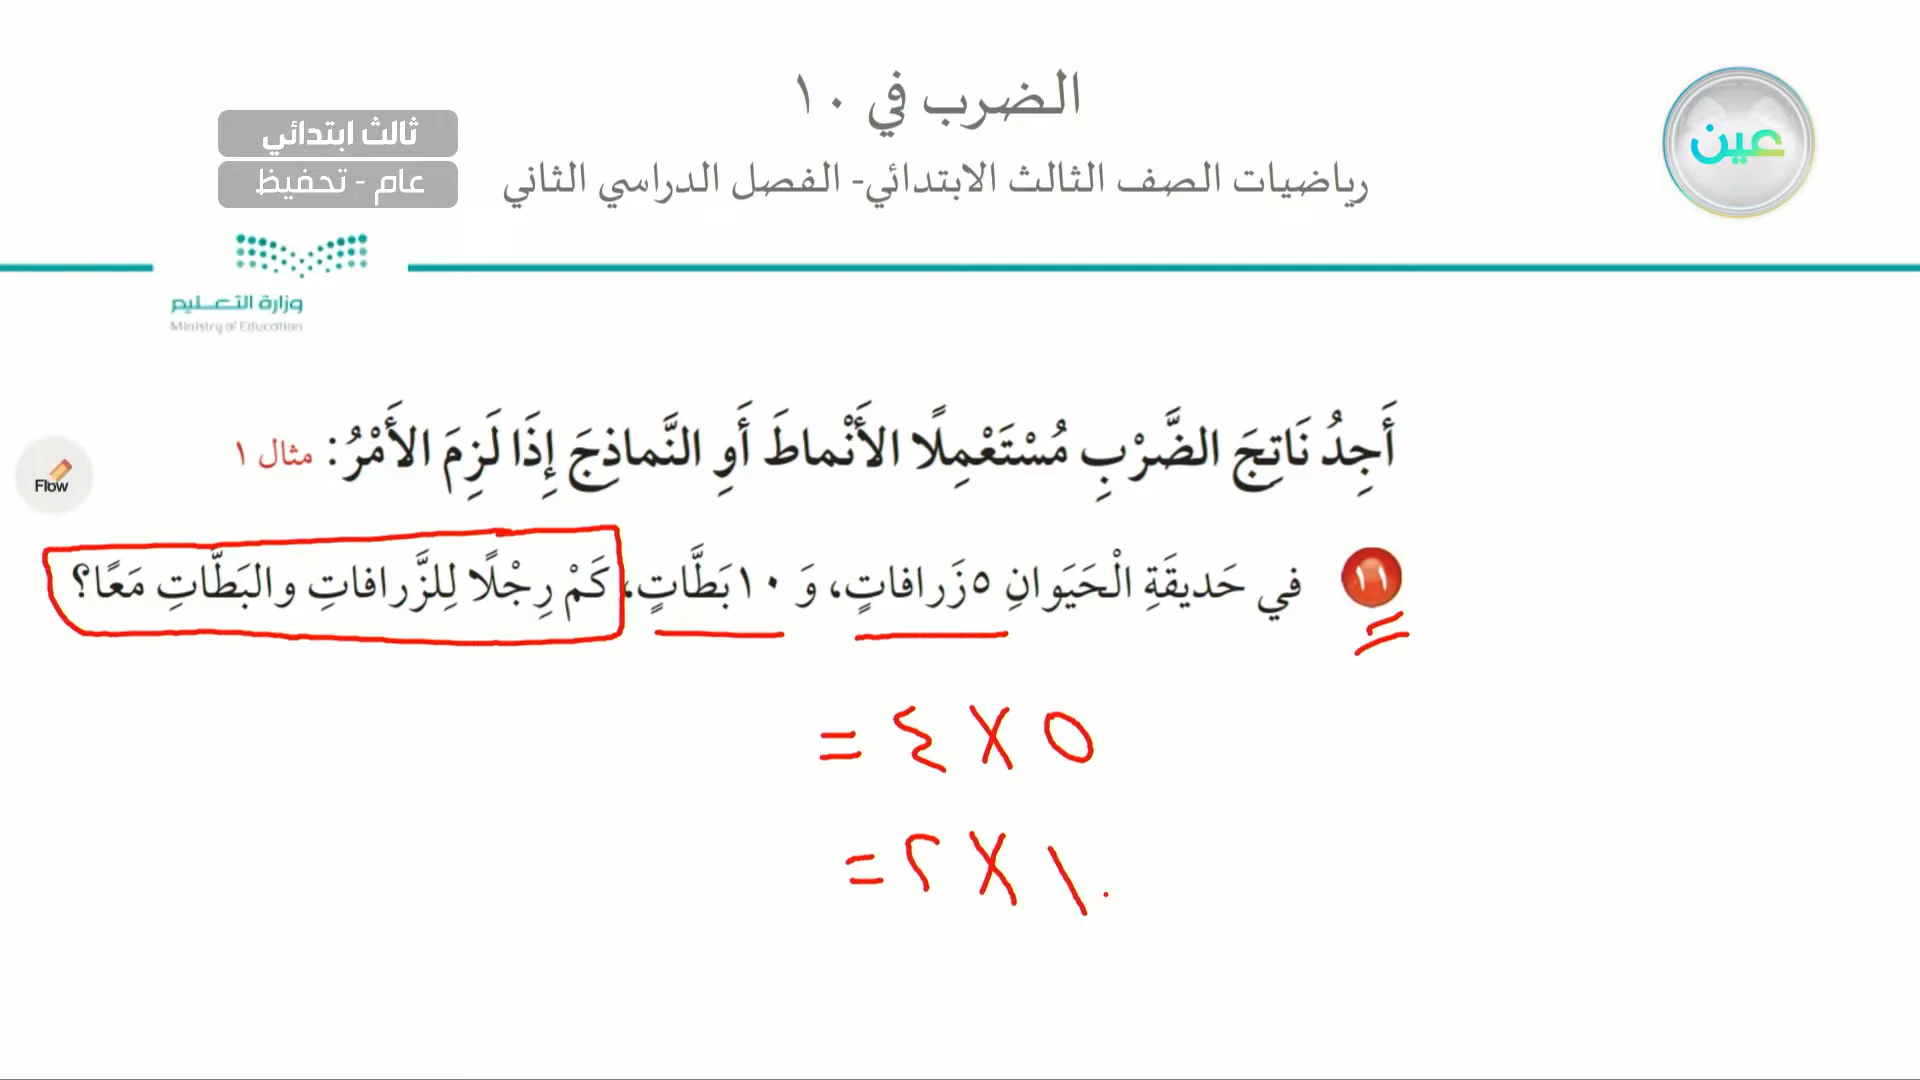 الضرب في ١٠
رياضيات الصف الثالث الابتدائي- الفصل الدراسي الثاني
ثالث ابتدائي
عام - تحفيظ
عين
وزارة التعليم
Ministry of Education
أَجِدُ نَاتِجَ الضَّرْبِ مُسْتَعْمِلًا الأَنْماطَ أَوِ النَّماذِجَ إِذَا لَزِمَ الأَمْرُ: مثال ١
Flow
١١ في حَديقَةِ الْحَيَوانِ ٥ زَرافاتٍ، وَ ١٠ بَطَّاتٍ، كَمْ رِجْلًا لِلزَّرافاتِ والبَطَّاتِ مَعًا؟
٥ × ٤ =
١٠ × ٢ =